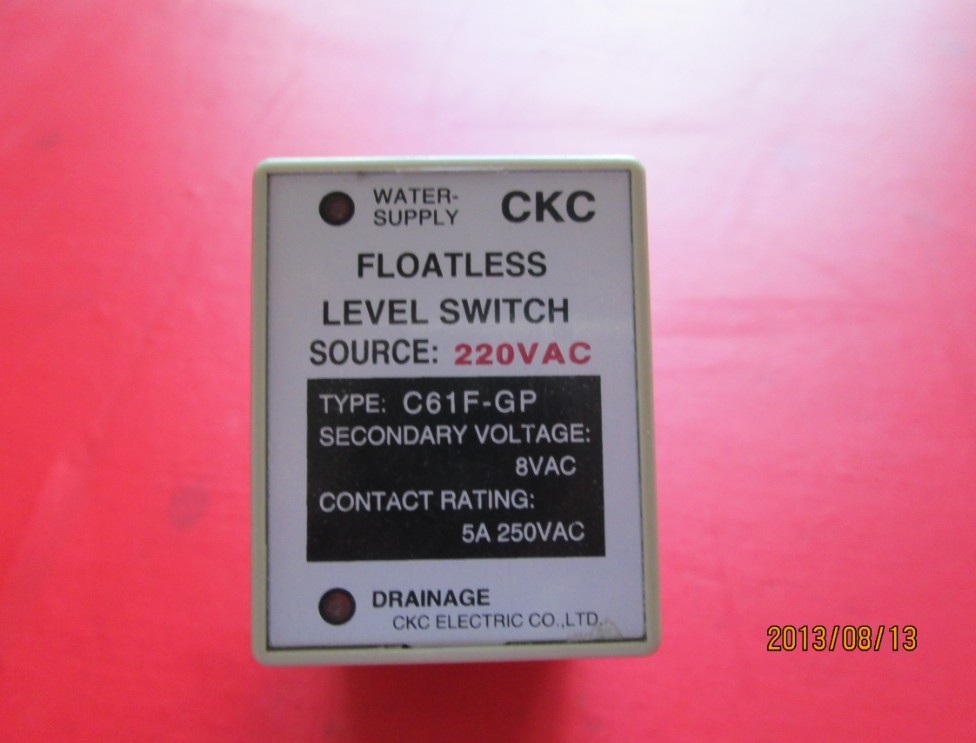 WATER-
SUPPLY
CKC
FLOATLESS
LEVEL SWITCH
SOURCE: 220VAC
TYPE: C61F-GP
SECONDARY VOLTAGE:
8VAC
CONTACT RATING:
5A 250VAC
DRAINAGE
CKC ELECTRIC CO.,LTD.
2013/08/13